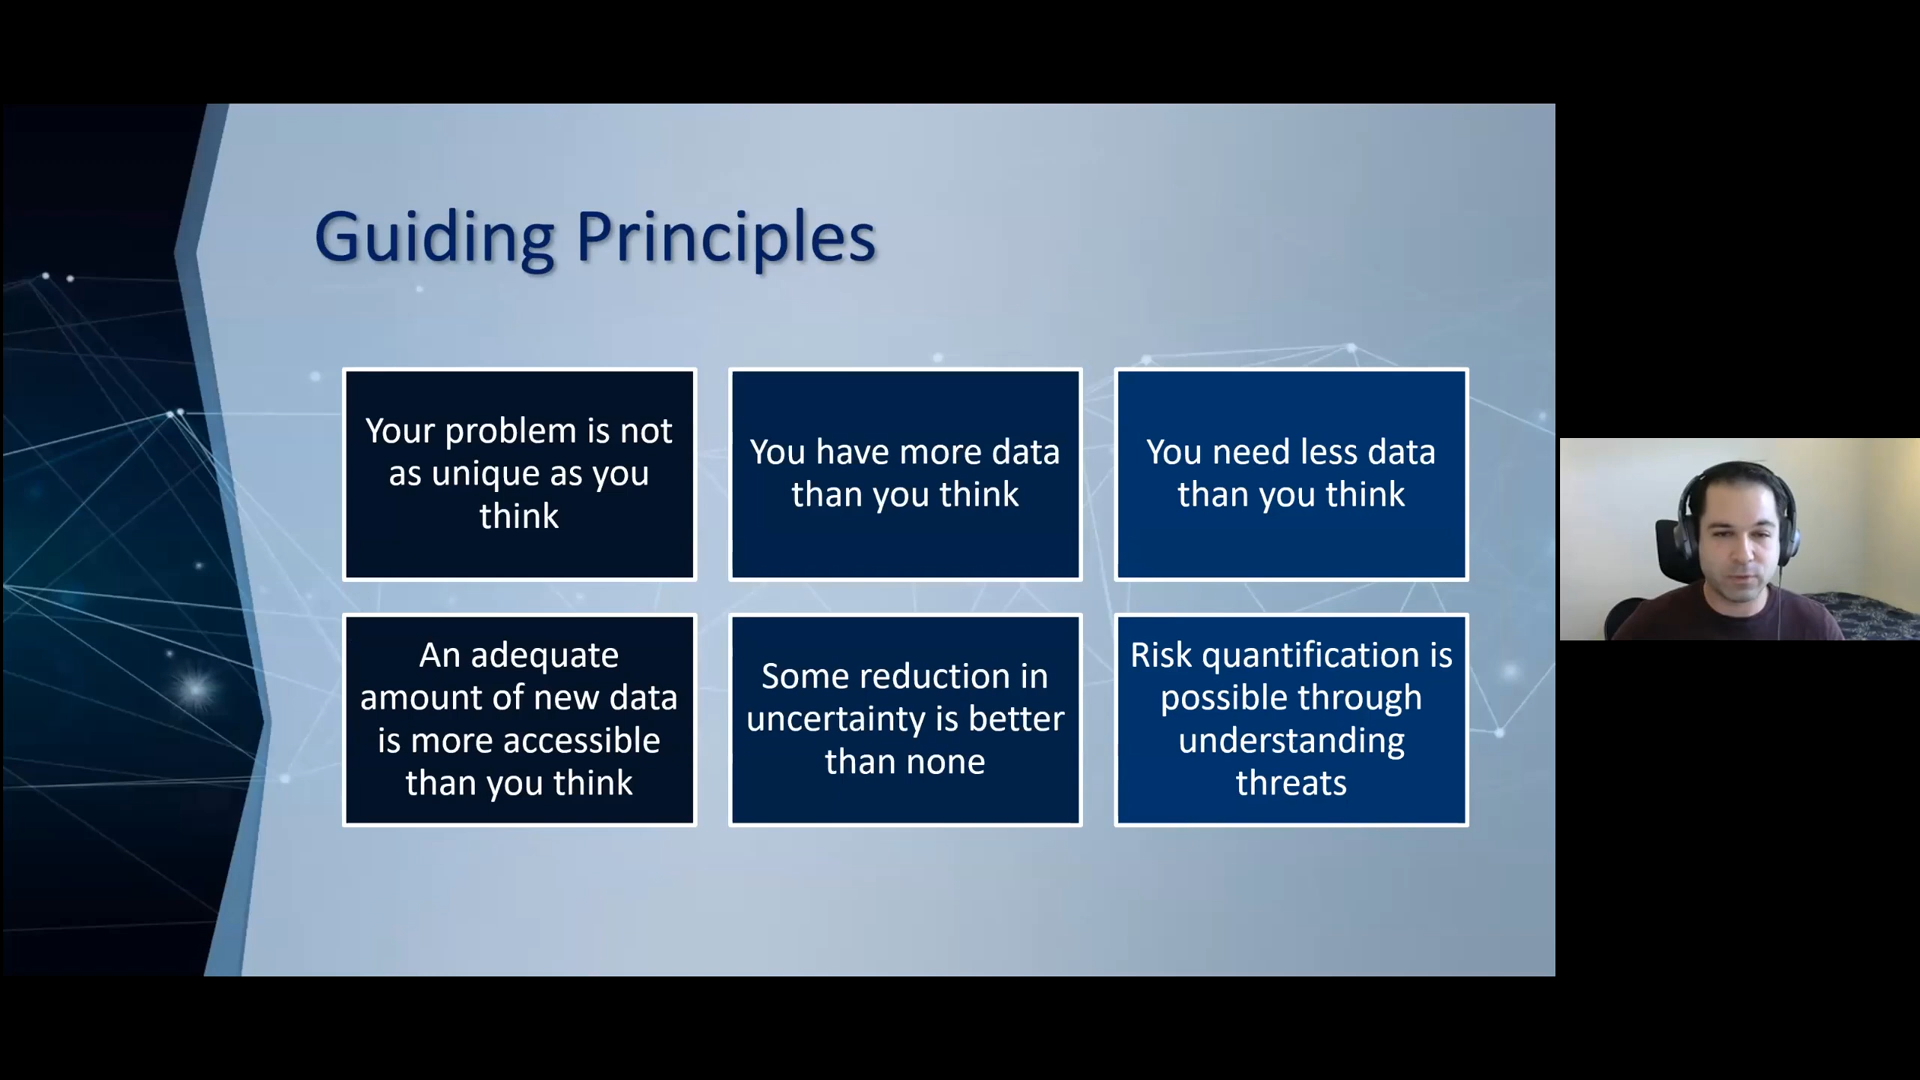 Guiding Principles
Your problem is not
as unique as you
think
You have more data
than you think
You need less data
than you think
An adequate
amount of new data
is more accessible
than you think
Some reduction in
uncertainty is better
than none
Risk quantification is
possible through
understanding
threats